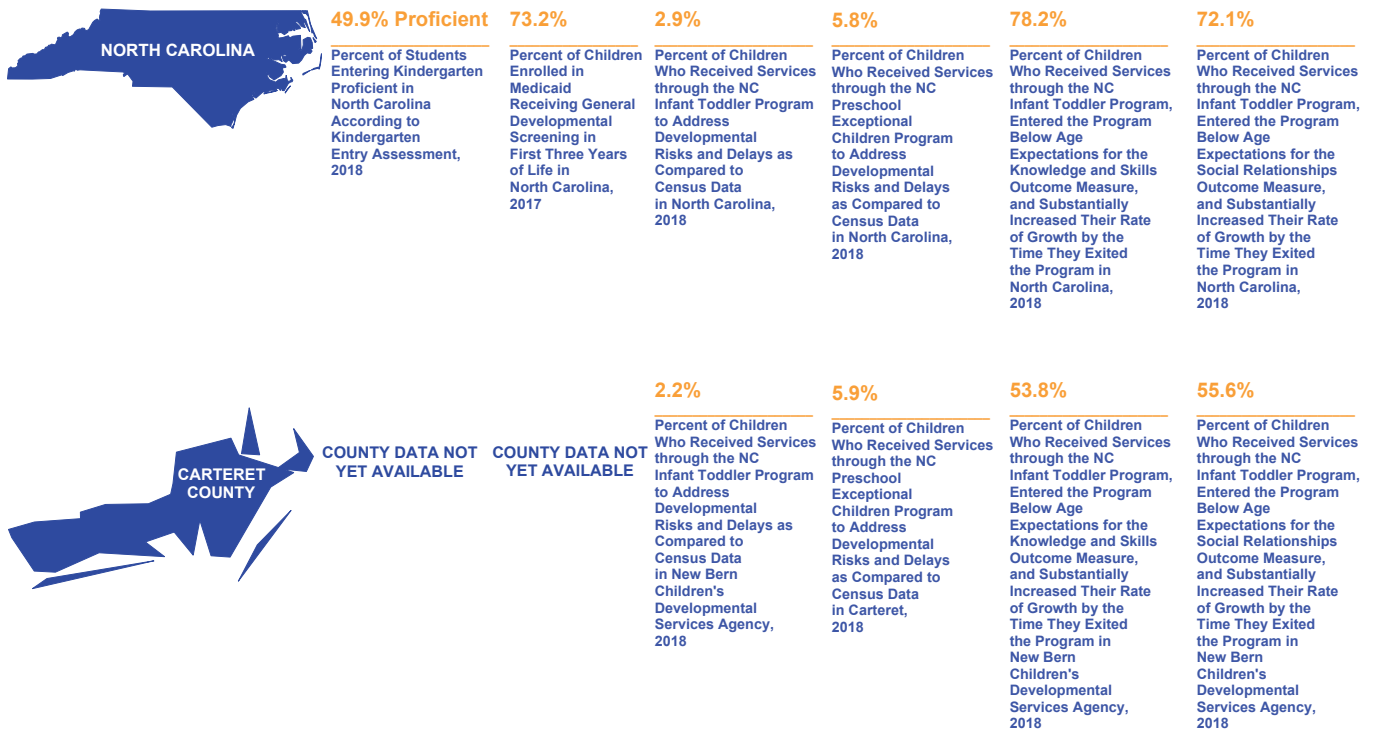 NORTH CAROLINA
49.9% Proficient
Percent of Students
Entering Kindergarten
Proficient in
North Carolina
According to
Kindergarten
Entry Assessment,
2018
73.2%
Percent of Children
Enrolled in
Medicaid
Receiving General
Developmental
Screening in
First Three Years
of Life in
North Carolina,
2017
2.9%
Percent of Children
Who Received Services
through the NC
Infant Toddler Program
to Address
Developmental
Risks and Delays as
Compared to
Census Data
in North Carolina,
2018
5.8%
Percent of Children
Who Received Services
through the NC
Preschool
Exceptional
Children Program
to Address
Developmental
Risks and Delays
as Compared to
Census Data
in North Carolina,
2018
78.2%
Percent of Children
Who Received Services
through the NC
Infant Toddler Program,
Entered the Program
Below Age
Expectations for the
Knowledge and Skills
Outcome Measure,
and Substantially
Increased Their Rate
of Growth by the
Time They Exited
the Program in
North Carolina,
2018
72.1%
Percent of Children
Who Received Services
through the NC
Infant Toddler Program,
Entered the Program
Below Age
Expectations for the
Social Relationships
Outcome Measure,
and Substantially
Increased Their Rate
of Growth by the
Time They Exited
the Program in
North Carolina,
2018
CARTERET
COUNTY
COUNTY DATA NOT
YET AVAILABLE
COUNTY DATA NOT
YET AVAILABLE
2.2%
Percent of Children
Who Received Services
through the NC
Infant Toddler Program
to Address
Developmental
Risks and Delays as
Compared to
Census Data
in New Bern
Children's
Developmental
Services Agency,
2018
5.9%
Percent of Children
Who Received Services
through the NC
Preschool
Exceptional
Children Program
to Address
Developmental
Risks and Delays
as Compared to
Census Data
in Carteret,
2018
53.8%
Percent of Children
Who Received Services
through the NC
Infant Toddler Program,
Entered the Program
Below Age
Expectations for the
Knowledge and Skills
Outcome Measure,
and Substantially
Increased Their Rate
of Growth by the
Time They Exited
the Program in
New Bern
Children's
Developmental
Services Agency,
2018
55.6%
Percent of Children
Who Received Services
through the NC
Infant Toddler Program,
Entered the Program
Below Age
Expectations for the
Social Relationships
Outcome Measure,
and Substantially
Increased Their Rate
of Growth by the
Time They Exited
the Program in
New Bern
Children's
Developmental
Services Agency,
2018